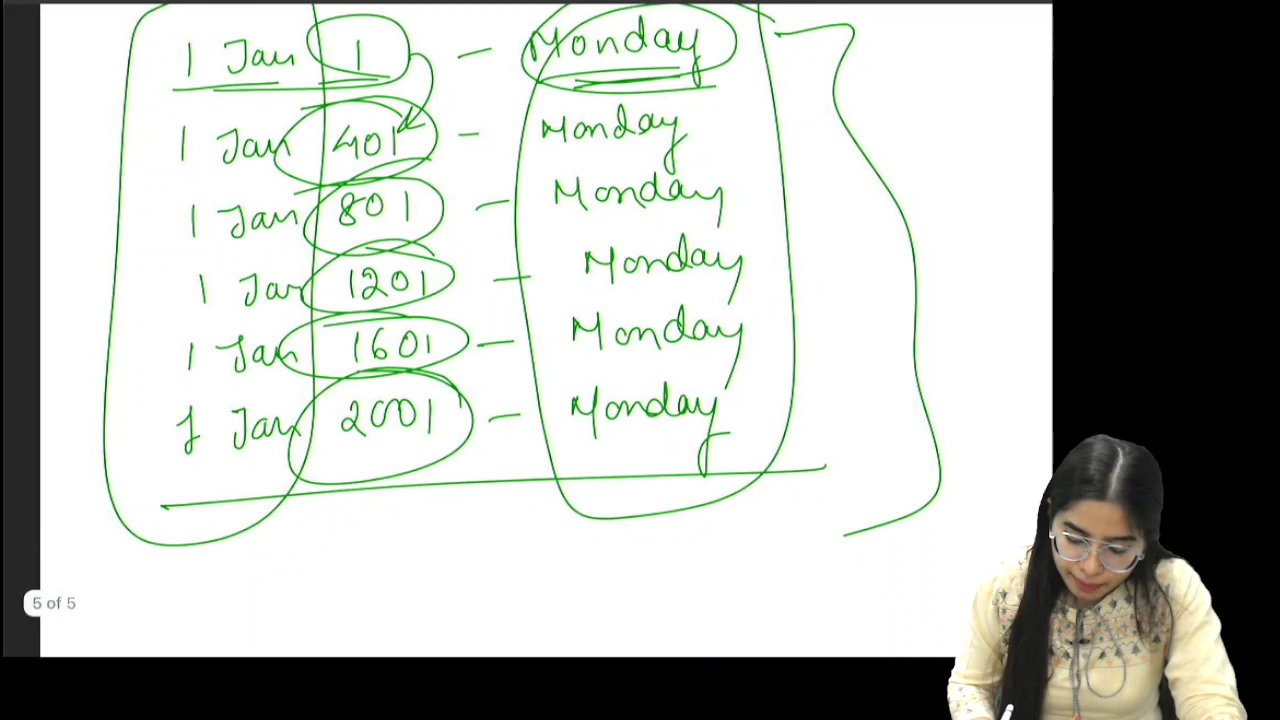 1 Jan 1 - Monday
1 Jan 401 - Monday
1 Jan 801 - Monday
1 Jan 1201 - Monday
1 Jan 1601 - Monday
1 Jan 2001 - Monday
5 of 5